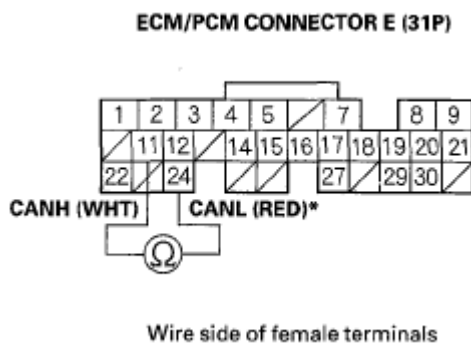 ECM/PCM CONNECTOR E (31P)
1 2 3 4 5 7 8 9
11 12 14 15 16 17 18 19 20 21
22 24 27 29 30
CANH (WHT) CANL (RED)*
Ω
Wire side of female terminals